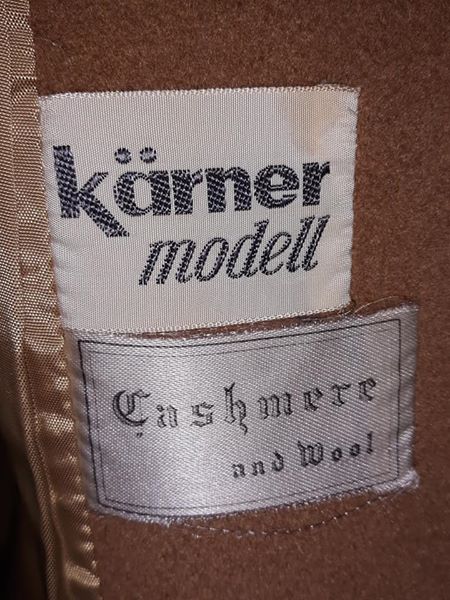 kärner
modell
Cashmere
and Wool